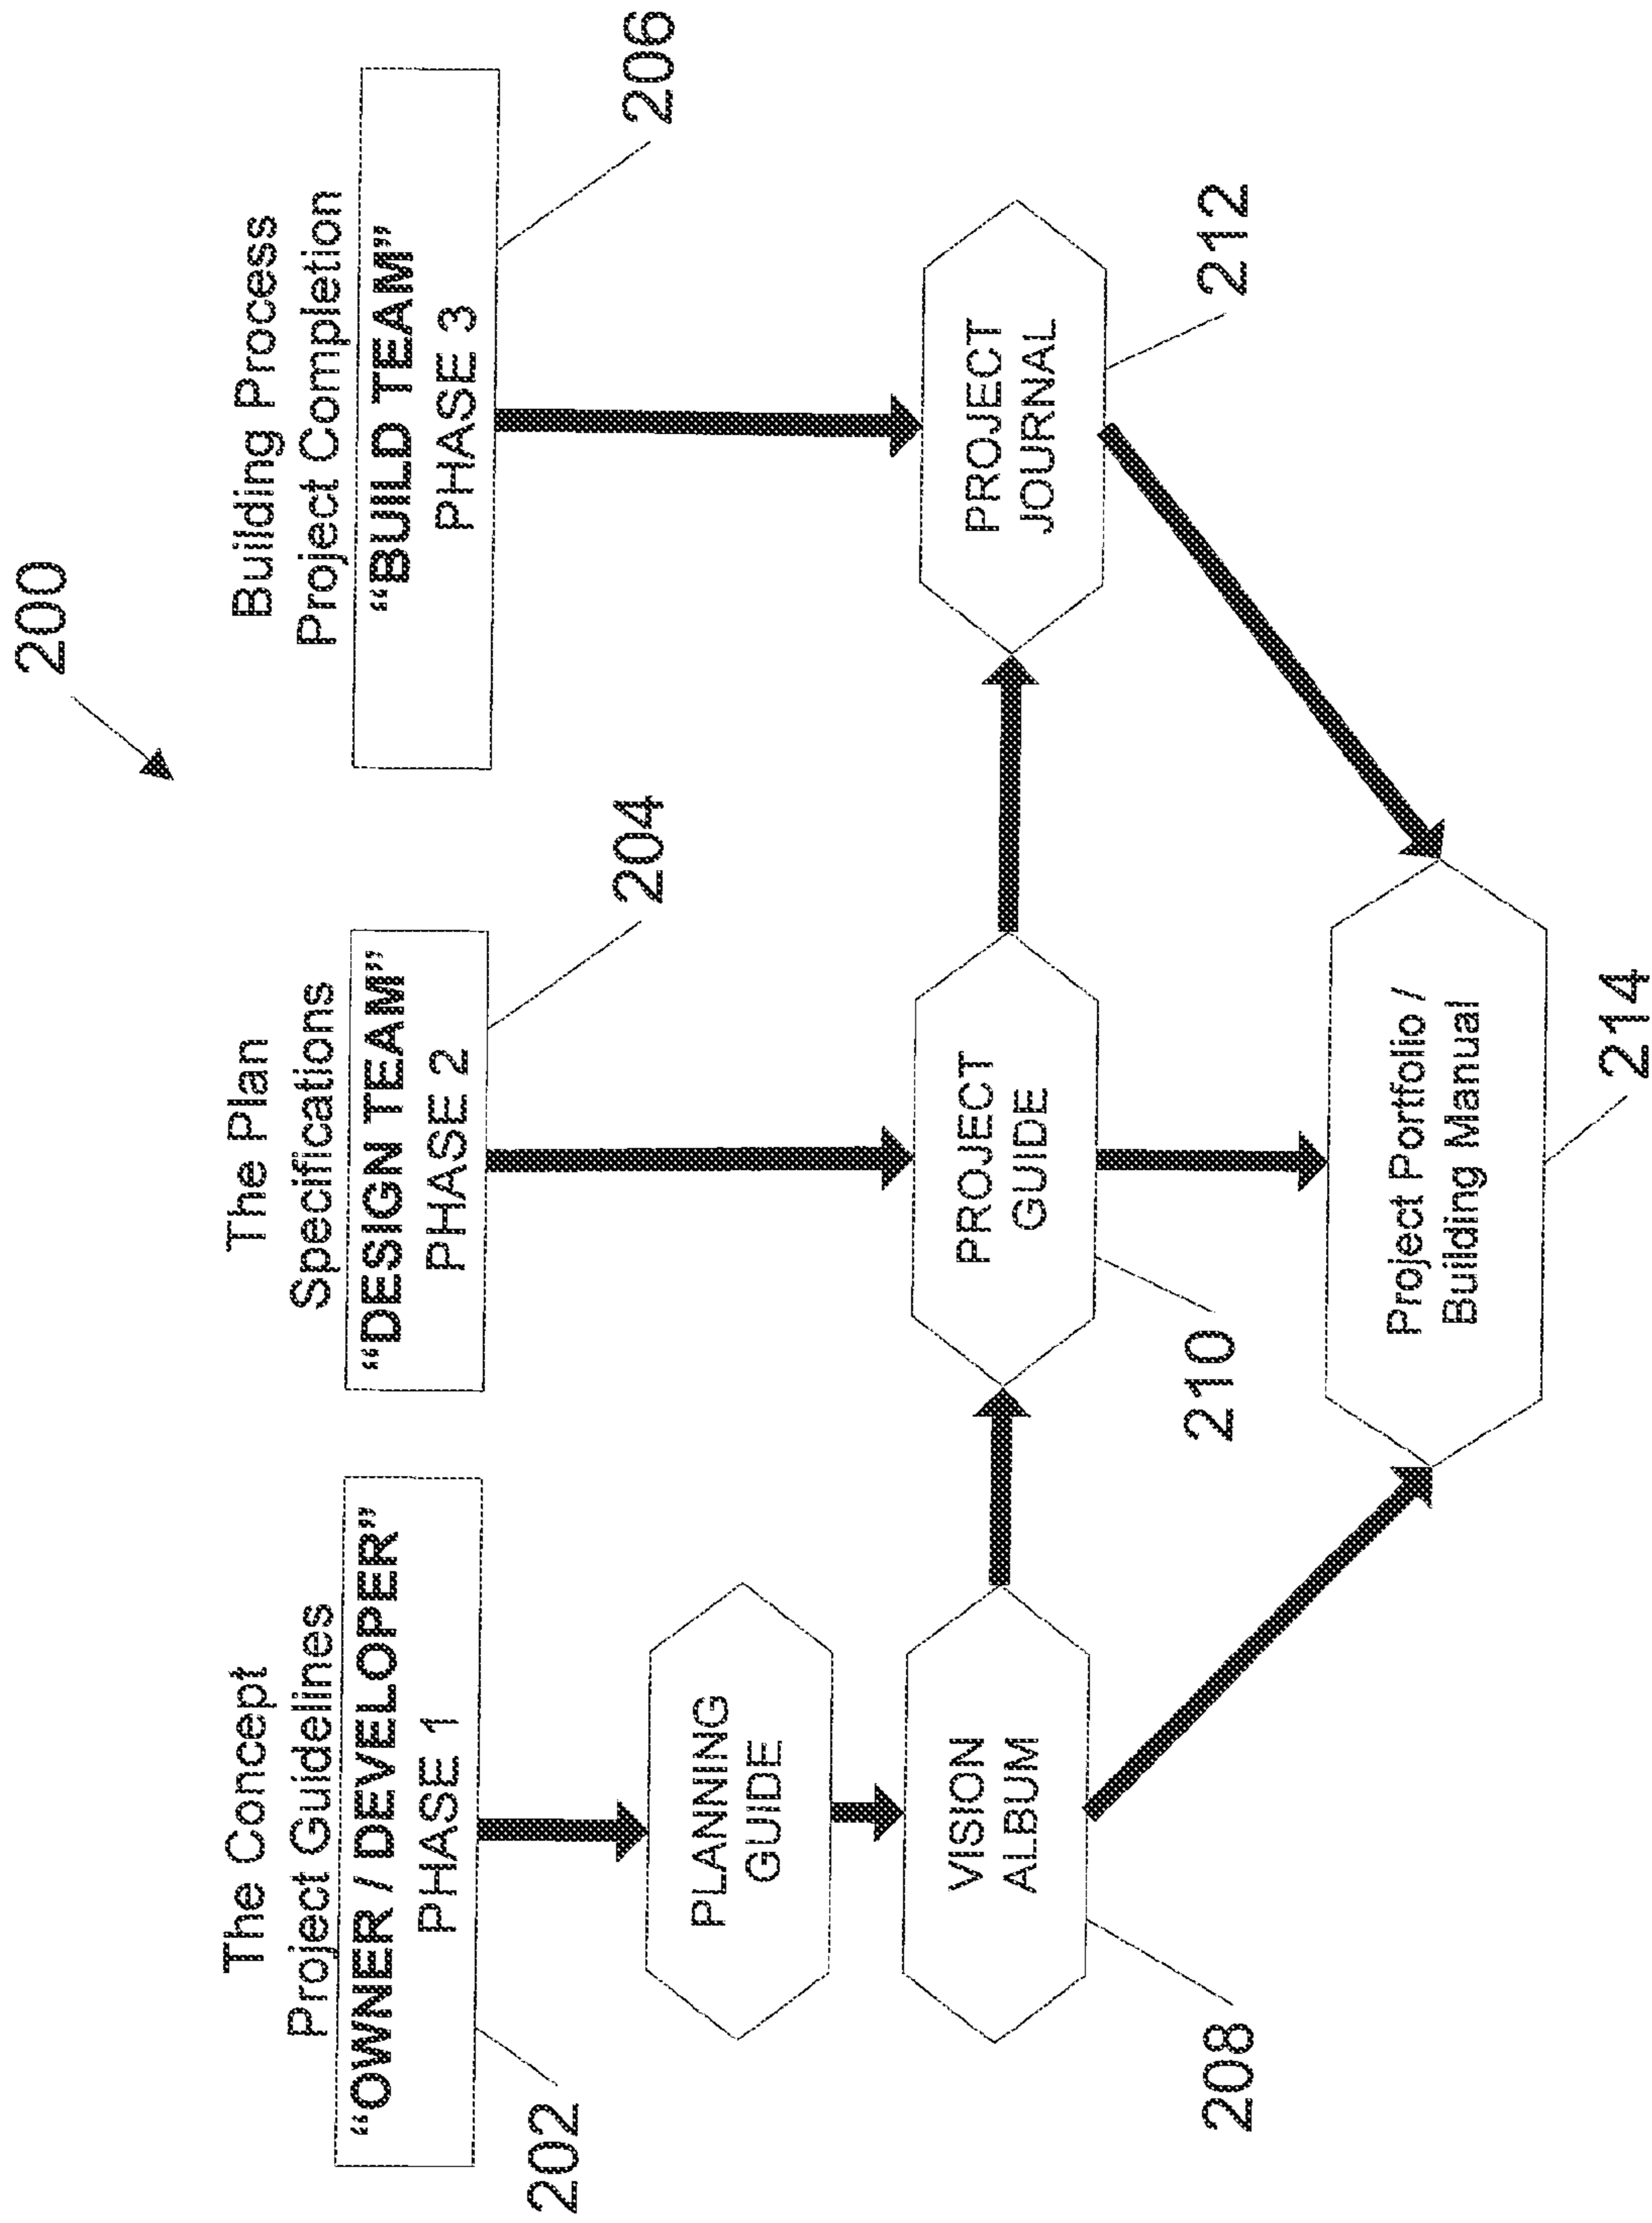 200
The Concept
Project Guidelines
“OWNER / DEVELOPER”
PHASE 1
202
The Plan
Specifications
“DESIGN TEAM”
PHASE 2
204
Building Process
Project Completion
“BUILD TEAM”
PHASE 3
206
PLANNING
GUIDE
VISION
ALBUM
208
PROJECT
GUIDE
210
PROJECT
JOURNAL
212
Project Portfolio /
Building Manual
214